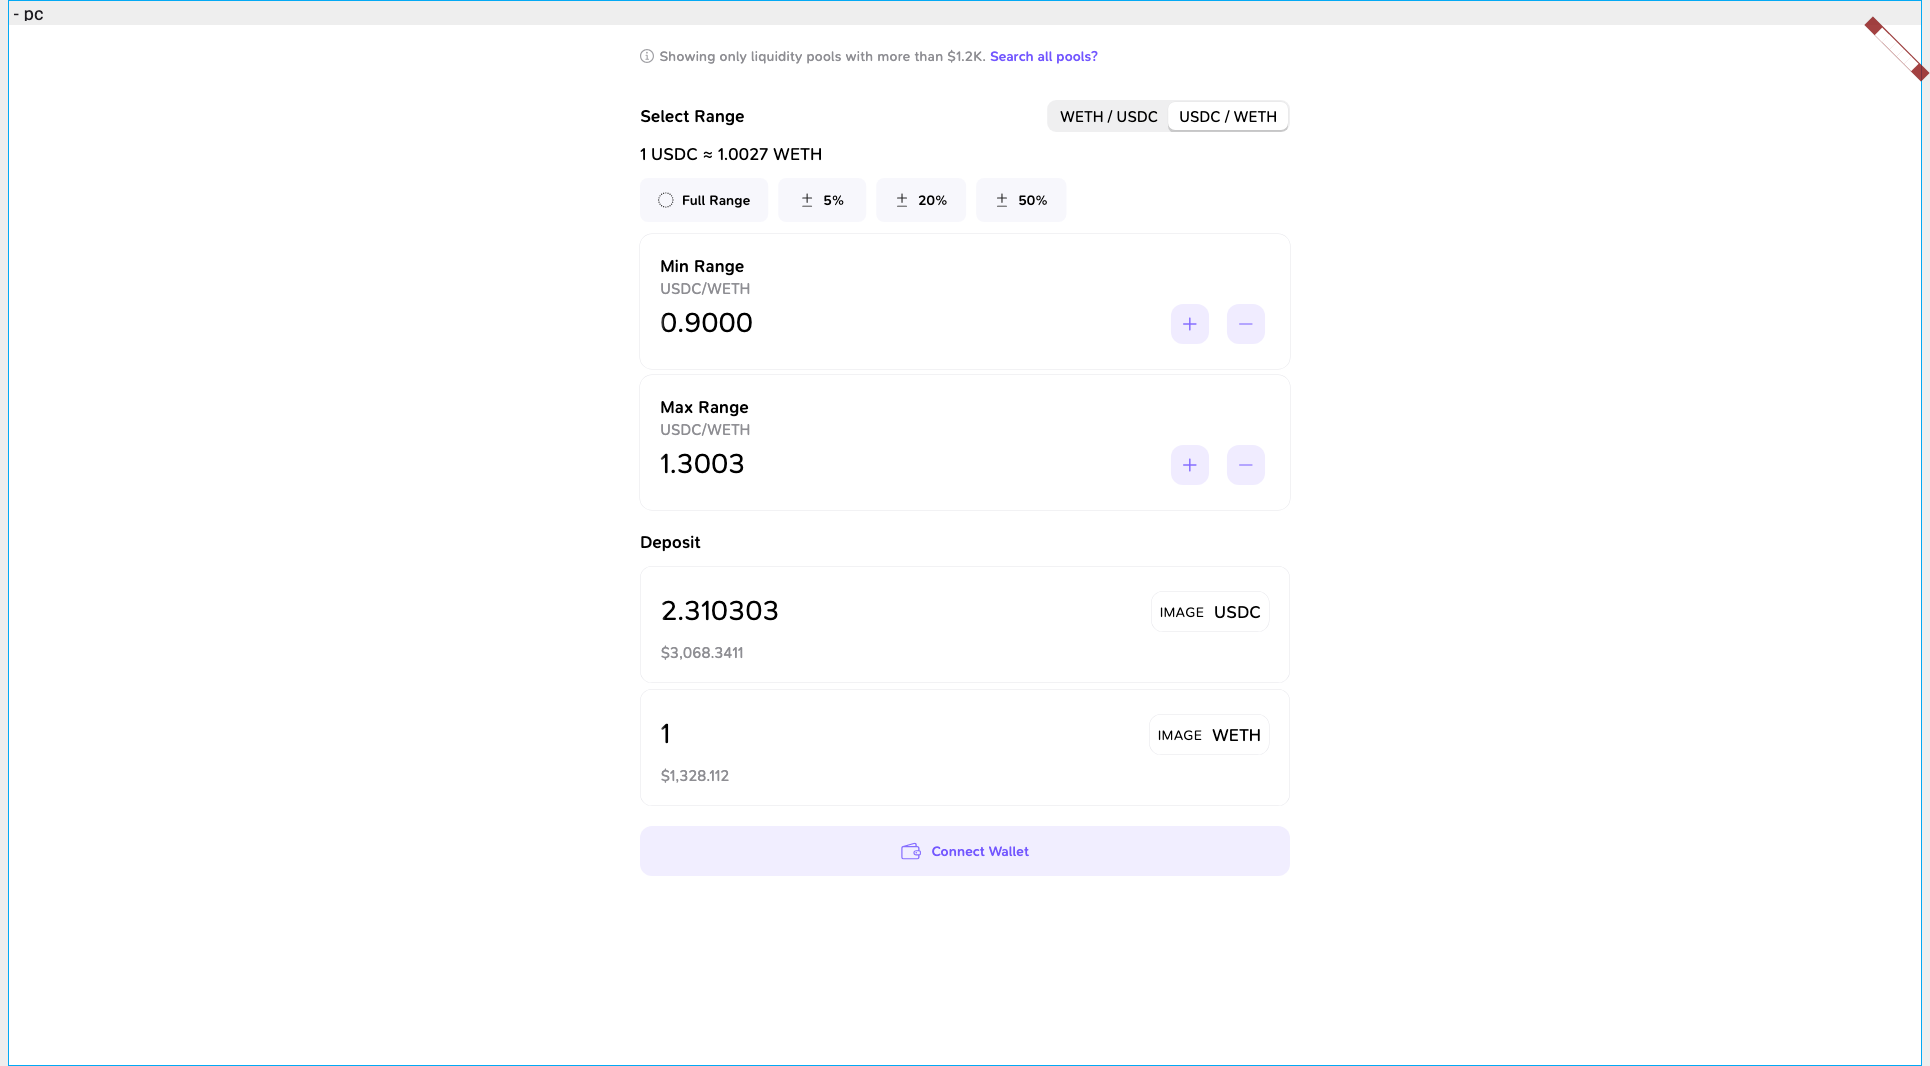 - pc
Showing only liquidity pools with more than $1.2K. Search all pools?
Select Range
WETH / USDC USDC / WETH
1 USDC ≈ 1.0027 WETH
Full Range ± 5% ± 20% ± 50%
Min Range
USDC/WETH
0.9000
+ −
Max Range
USDC/WETH
1.3003
+ −
Deposit
2.310303
IMAGE USDC
$3,068.3411
1
IMAGE WETH
$1,328.112
Connect Wallet